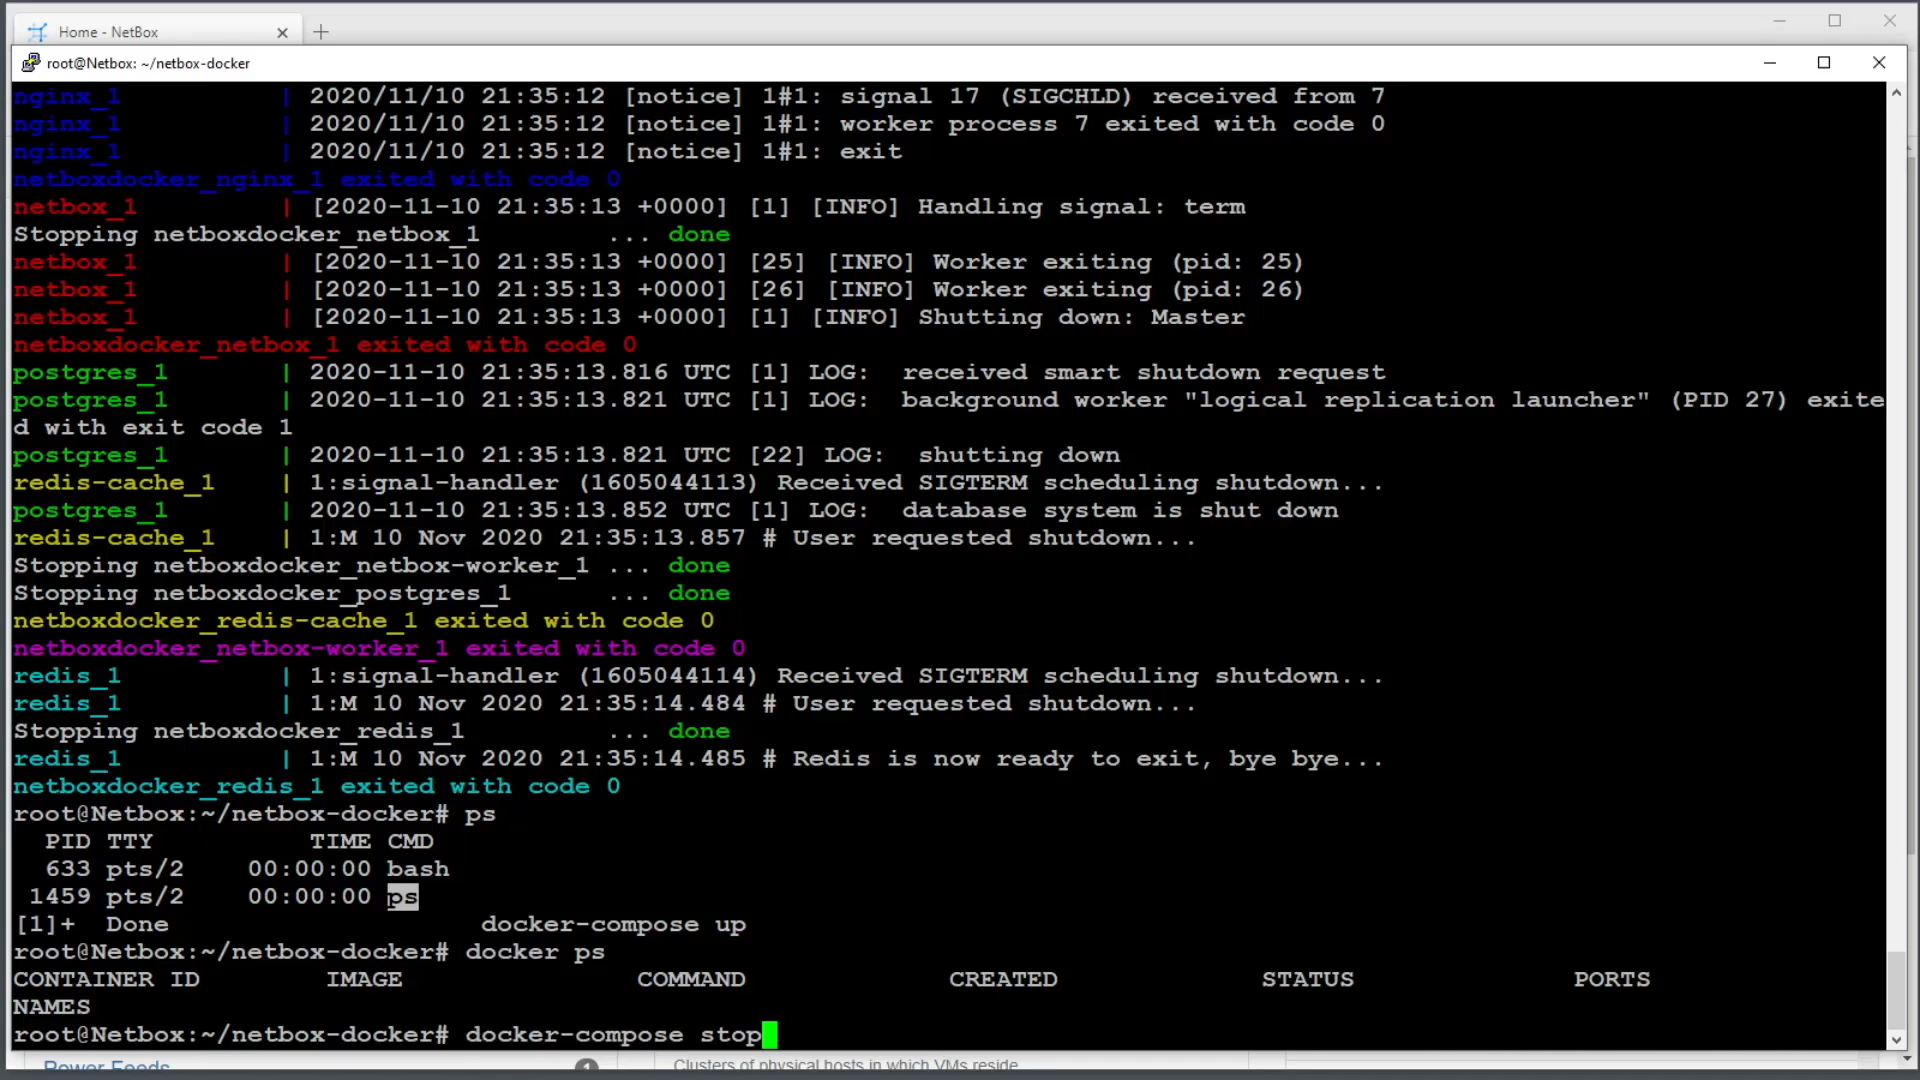 Home - NetBox
root@Netbox: ~/netbox-docker
nginx_1 | 2020/11/10 21:35:12 [notice] 1#1: signal 17 (SIGCHLD) received from 7
nginx_1 | 2020/11/10 21:35:12 [notice] 1#1: worker process 7 exited with code 0
nginx_1 | 2020/11/10 21:35:12 [notice] 1#1: exit
netboxdocker_nginx_1 exited with code 0
netbox_1 | [2020-11-10 21:35:13 +0000] [1] [INFO] Handling signal: term
Stopping netboxdocker_netbox_1 ... done
netbox_1 | [2020-11-10 21:35:13 +0000] [25] [INFO] Worker exiting (pid: 25)
netbox_1 | [2020-11-10 21:35:13 +0000] [26] [INFO] Worker exiting (pid: 26)
netbox_1 | [2020-11-10 21:35:13 +0000] [1] [INFO] Shutting down: Master
netboxdocker_netbox_1 exited with code 0
postgres_1 | 2020-11-10 21:35:13.816 UTC [1] LOG: received smart shutdown request
postgres_1 | 2020-11-10 21:35:13.821 UTC [1] LOG: background worker "logical replication launcher" (PID 27) exite
d with exit code 1
postgres_1 | 2020-11-10 21:35:13.821 UTC [22] LOG: shutting down
redis-cache_1 | 1:signal-handler (1605044113) Received SIGTERM scheduling shutdown...
postgres_1 | 2020-11-10 21:35:13.852 UTC [1] LOG: database system is shut down
redis-cache_1 | 1:M 10 Nov 2020 21:35:13.857 # User requested shutdown...
Stopping netboxdocker_netbox-worker_1 ... done
Stopping netboxdocker_postgres_1 ... done
netboxdocker_redis-cache_1 exited with code 0
netboxdocker_netbox-worker_1 exited with code 0
redis_1 | 1:signal-handler (1605044114) Received SIGTERM scheduling shutdown...
redis_1 | 1:M 10 Nov 2020 21:35:14.484 # User requested shutdown...
Stopping netboxdocker_redis_1 ... done
redis_1 | 1:M 10 Nov 2020 21:35:14.485 # Redis is now ready to exit, bye bye...
netboxdocker_redis_1 exited with code 0
root@Netbox:~/netbox-docker# ps
PID TTY TIME CMD
633 pts/2 00:00:00 bash
1459 pts/2 00:00:00 ps
[1]+ Done docker-compose up
root@Netbox:~/netbox-docker# docker ps
CONTAINER ID IMAGE COMMAND CREATED STATUS PORTS
NAMES
root@Netbox:~/netbox-docker# docker-compose stop
Power Feeds 1 Clusters of physical hosts in which VMs reside